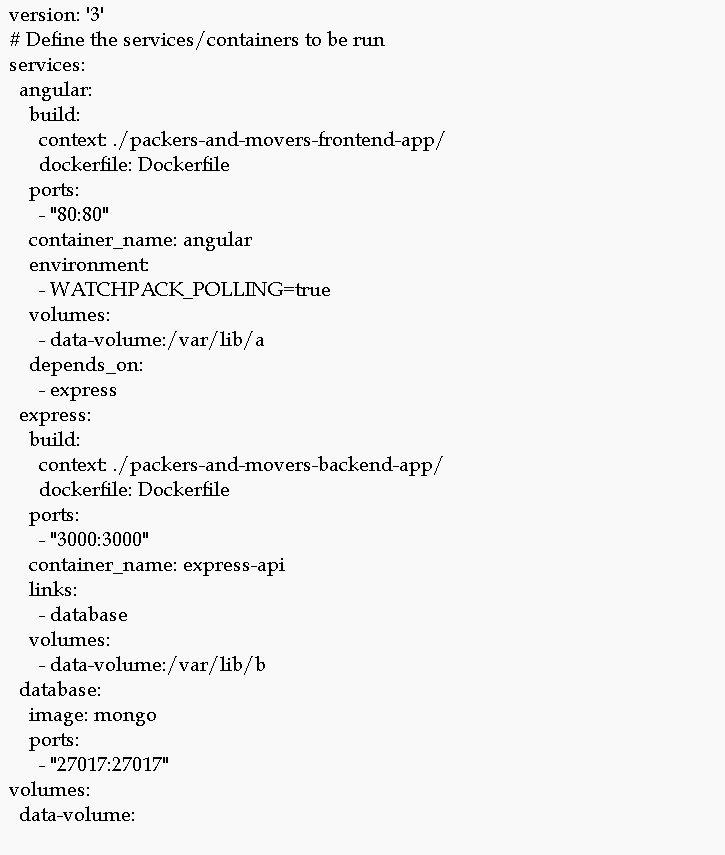 version: '3'
# Define the services/containers to be run
services:
  angular:
    build:
      context: ./packers-and-movers-frontend-app/
      dockerfile: Dockerfile
    ports:
      - "80:80"
    container_name: angular
    environment:
      - WATCHPACK_POLLING=true
    volumes:
      - data-volume:/var/lib/a
    depends_on:
      - express
  express:
    build:
      context: ./packers-and-movers-backend-app/
      dockerfile: Dockerfile
    ports:
      - "3000:3000"
    container_name: express-api
    links:
      - database
    volumes:
      - data-volume:/var/lib/b
  database:
    image: mongo
    ports:
      - "27017:27017"
volumes:
  data-volume: